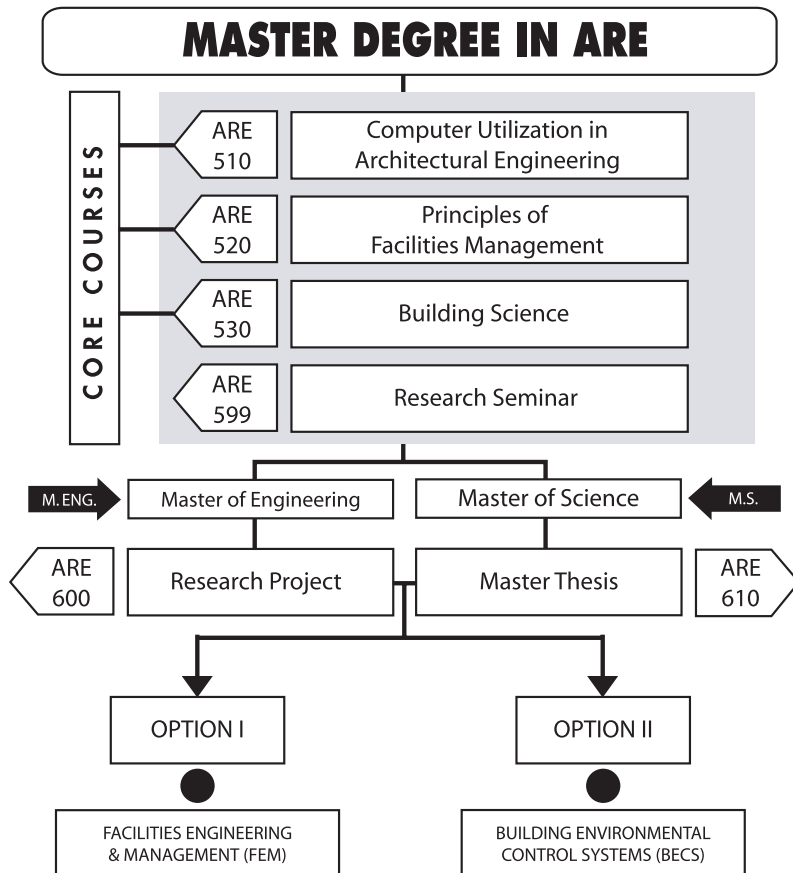 MASTER DEGREE IN ARE
CORE COURSES
ARE
510
Computer Utilization in
Architectural Engineering
ARE
520
Principles of
Facilities Management
ARE
530
Building Science
ARE
599
Research Seminar
M. ENG.
Master of Engineering
Master of Science
M.S.
ARE
600
Research Project
Master Thesis
ARE
610
OPTION I
OPTION II
FACILITIES ENGINEERING
& MANAGEMENT (FEM)
BUILDING ENVIRONMENTAL
CONTROL SYSTEMS (BECS)